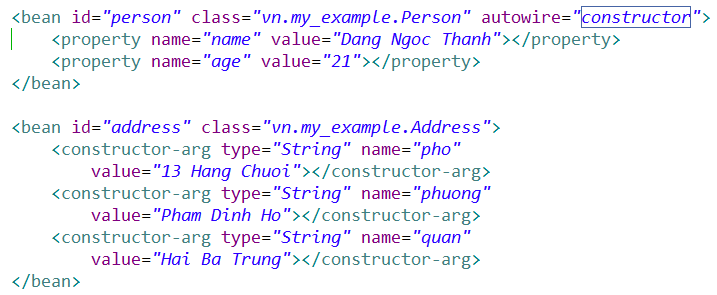 <bean id="person" class="vn.my_example.Person" autowire="constructor">
    <property name="name" value="Dang Ngoc Thanh"></property>
    <property name="age" value="21"></property>
</bean>

<bean id="address" class="vn.my_example.Address">
    <constructor-arg type="String" name="pho"
        value="13 Hang Chuoi"></constructor-arg>
    <constructor-arg type="String" name="phuong"
        value="Pham Dinh Ho"></constructor-arg>
    <constructor-arg type="String" name="quan"
        value="Hai Ba Trung"></constructor-arg>
</bean>